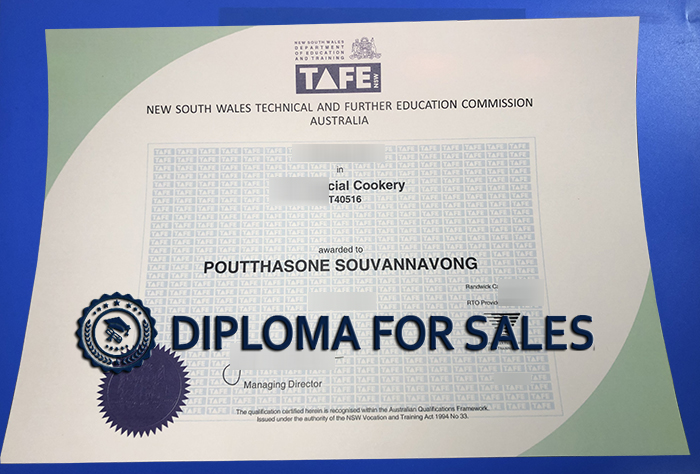 NEW SOUTH WALES
DEPARTMENT
OF EDUCATION
AND TRAINING
TAFE NSW
NEW SOUTH WALES TECHNICAL AND FURTHER EDUCATION COMMISSION
AUSTRALIA
in
cial Cookery
T40516
awarded to
POUTTHASONE SOUVANNAVONG
Randwick C
RTO Provid
DIPLOMA FOR SALES
Managing Director
The qualification certified herein is recognised within the Australian Qualifications Framework.
Issued under the authority of the NSW Vocation and Training Act 1994 No 33.